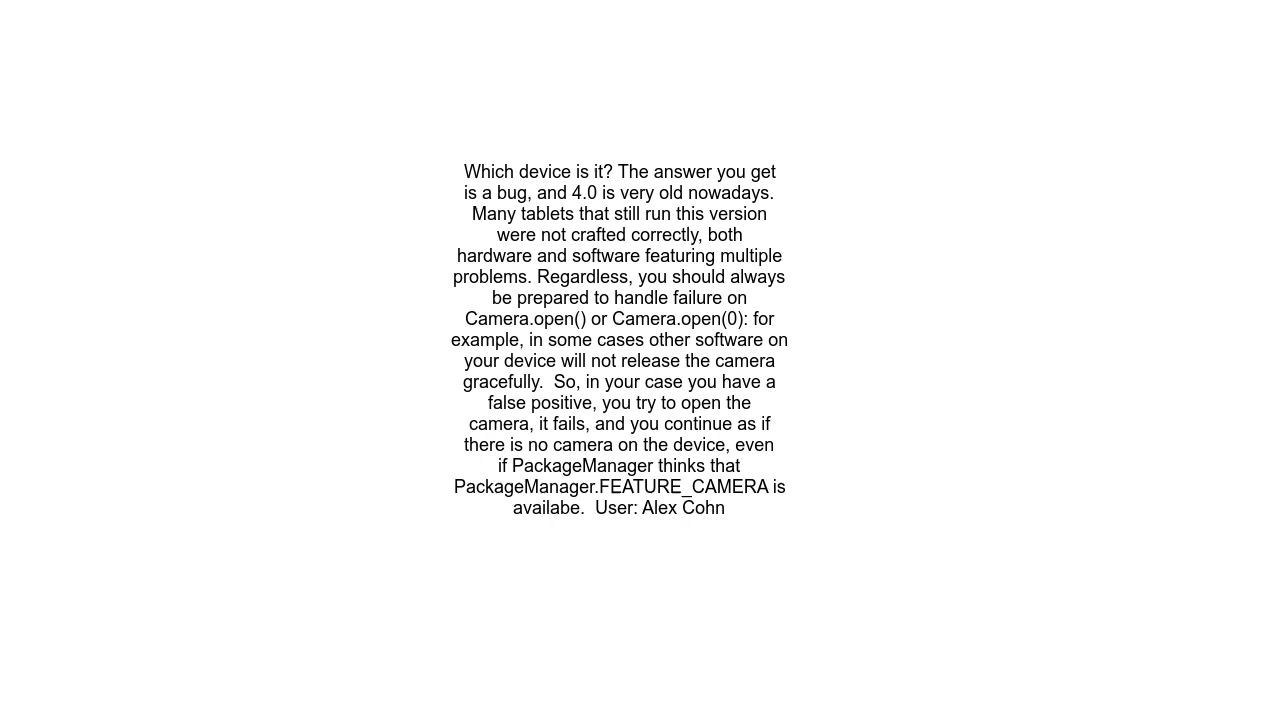 Which device is it? The answer you get
is a bug, and 4.0 is very old nowadays.
Many tablets that still run this version
were not crafted correctly, both
hardware and software featuring multiple
problems. Regardless, you should always
be prepared to handle failure on
Camera.open() or Camera.open(0): for
example, in some cases other software on
your device will not release the camera
gracefully.  So, in your case you have a
false positive, you try to open the
camera, it fails, and you continue as if
there is no camera on the device, even
if PackageManager thinks that
PackageManager.FEATURE_CAMERA is
availabe.  User: Alex Cohn